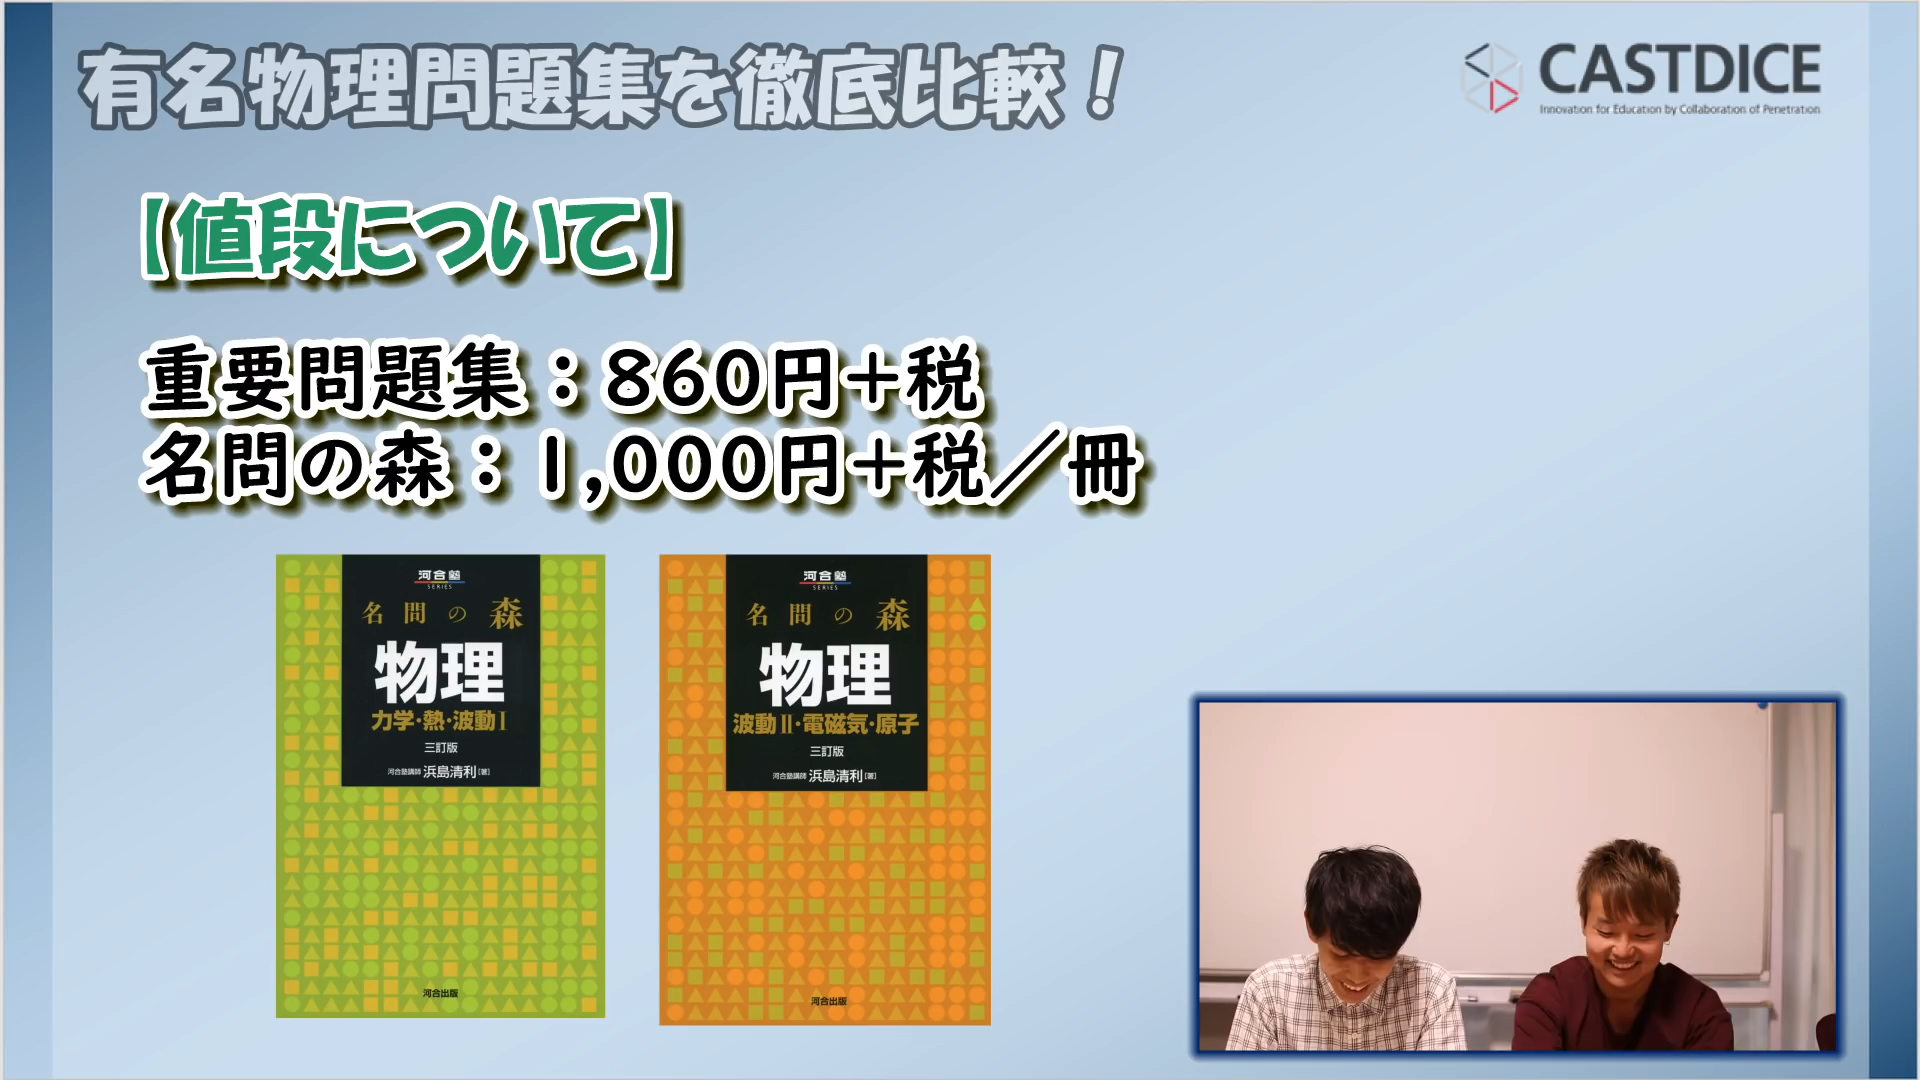 有名物理問題集を徹底比較！
CASTDICE
Innovation for Education by Collaboration of Penetration
【値段について】
重要問題集：860円＋税
名問の森：1,000円＋税／冊
河合塾
SERIES
名問の森
物理
力学・熱・波動Ⅰ
三訂版
河合塾講師 浜島清利［著］
河合出版
河合塾
SERIES
名問の森
物理
波動Ⅱ・電磁気・原子
三訂版
河合塾講師 浜島清利［著］
河合出版